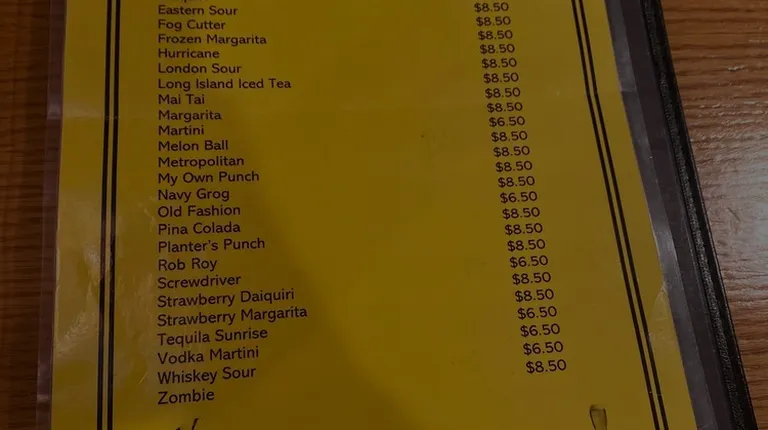 Eastern Sour $8.50
Fog Cutter $8.50
Frozen Margarita $8.50
Hurricane $8.50
London Sour $8.50
Long Island Iced Tea $8.50
Mai Tai $8.50
Margarita $8.50
Martini $6.50
Melon Ball $8.50
Metropolitan $8.50
My Own Punch $8.50
Navy Grog $8.50
Old Fashion $6.50
Pina Colada $8.50
Planter's Punch $8.50
Rob Roy $8.50
Screwdriver $6.50
Strawberry Daiquiri $8.50
Strawberry Margarita $8.50
Tequila Sunrise $6.50
Vodka Martini $6.50
Whiskey Sour $6.50
Zombie $8.50